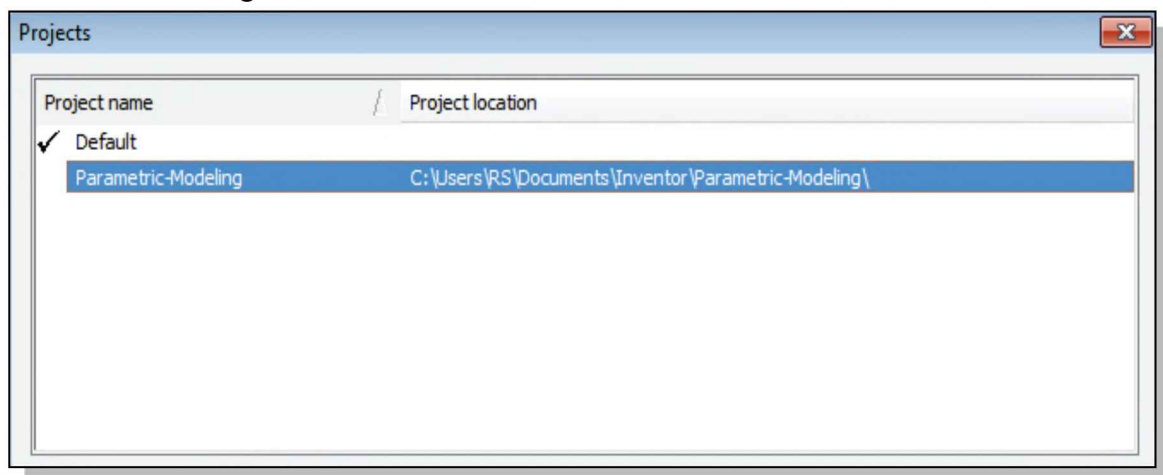 Projects
Project name / Project location
✓ Default
Parametric-Modeling C:\Users\RS\Documents\Inventor\Parametric-Modeling\